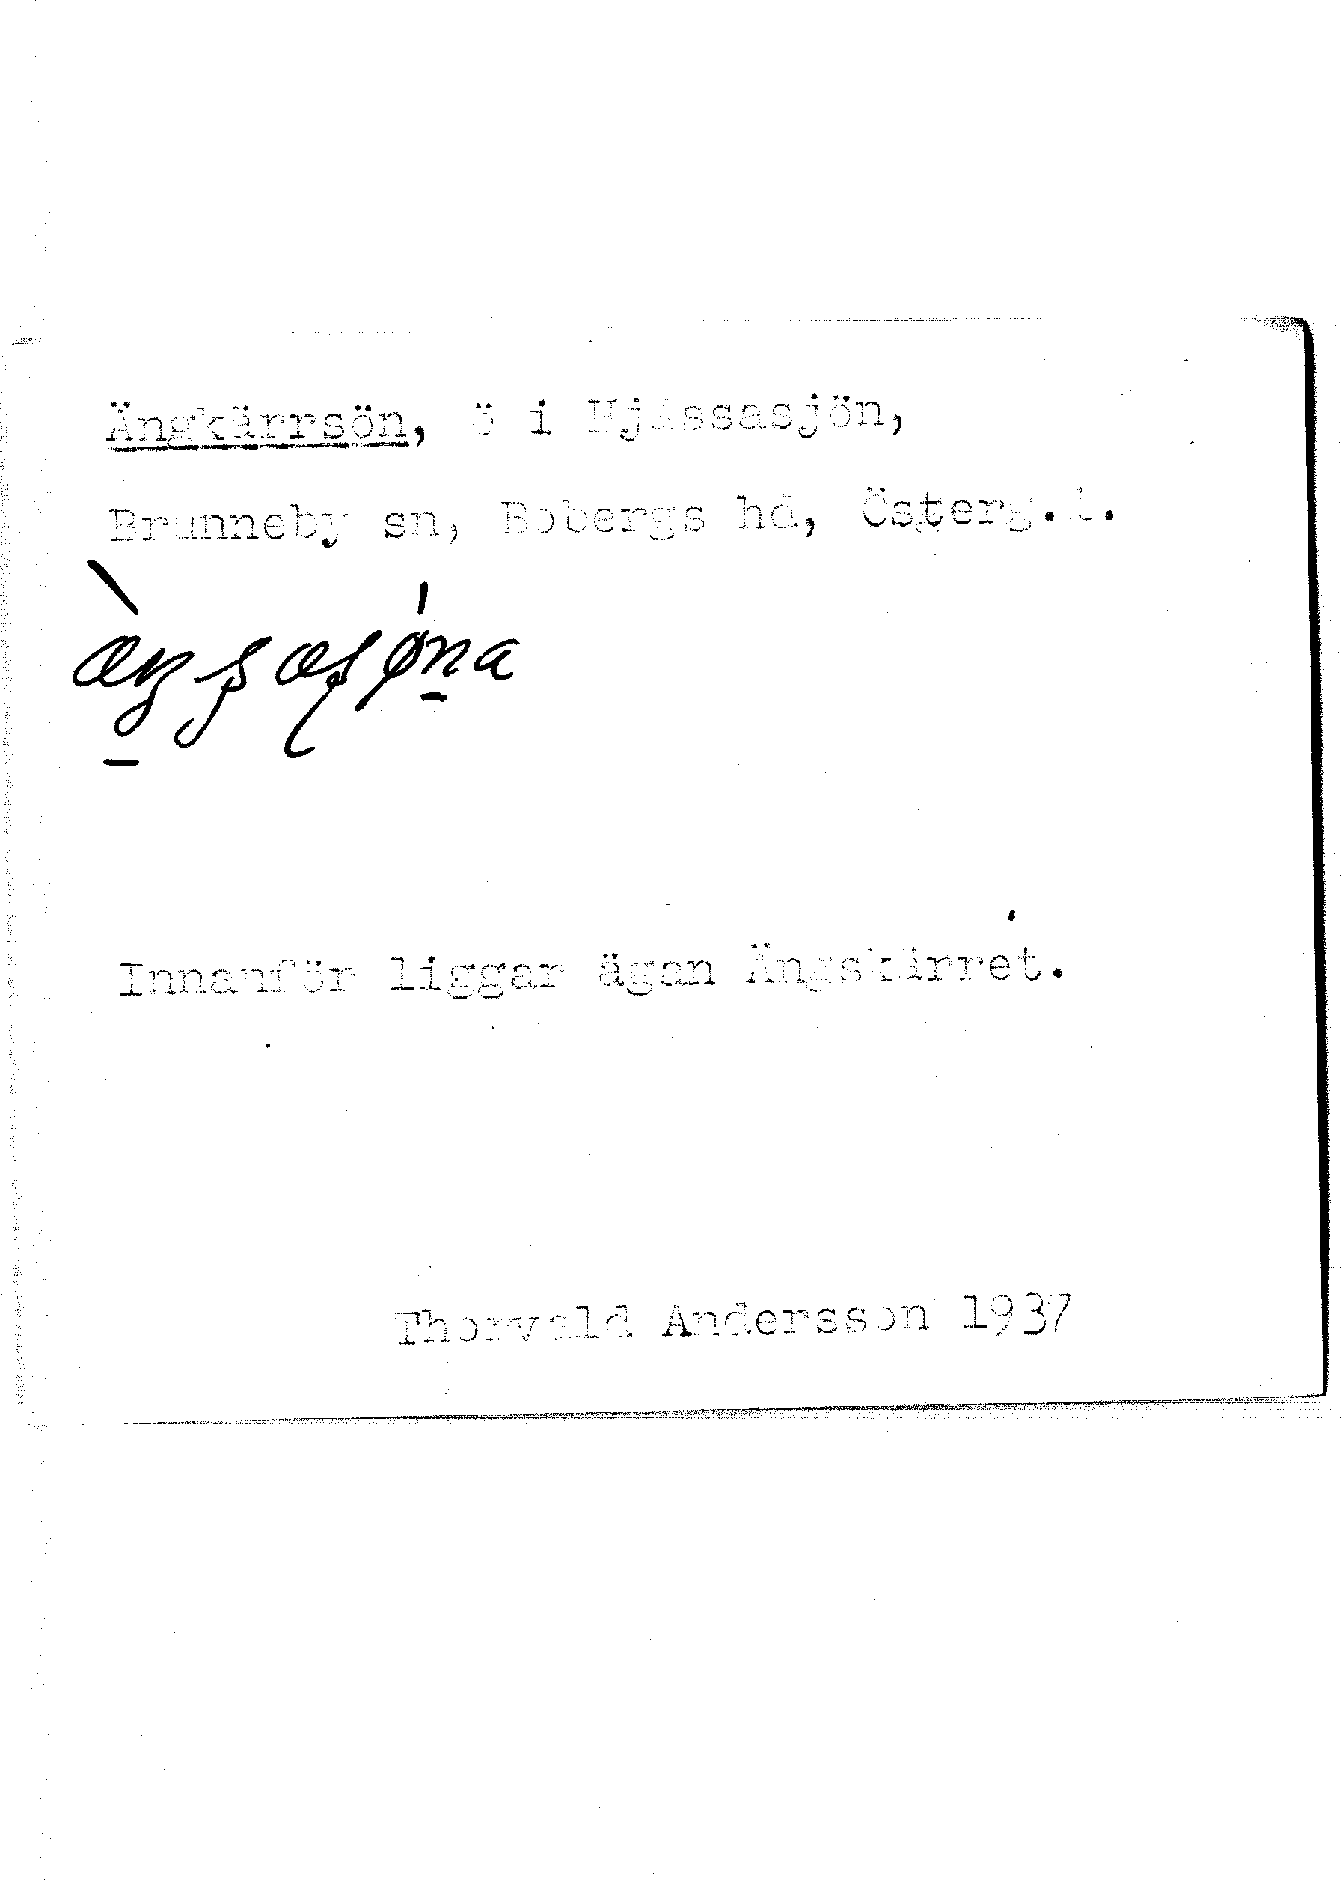 Ängkärrsön, ö i Hjässasjön,
Brunneby sn, Bobergs hd, Österg.l.
Innanför liggar ägan Ängskärret.
Thorvald Andersson 1937